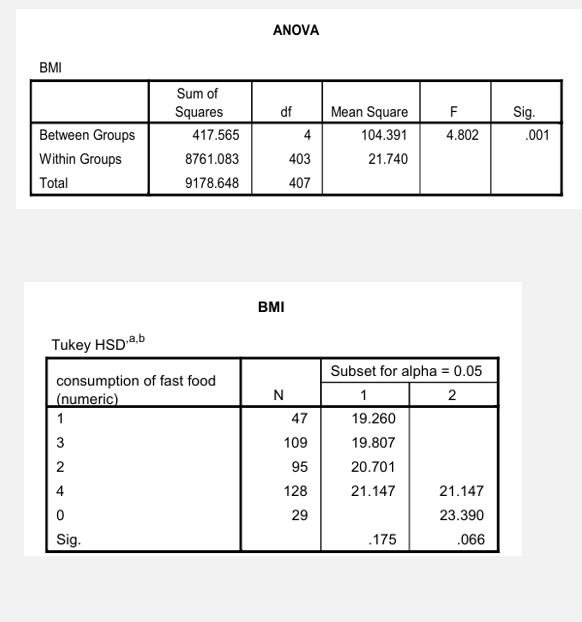 ANOVA
BMI
Sum of Squares df Mean Square F Sig.
Between Groups 417.565 4 104.391 4.802 .001
Within Groups 8761.083 403 21.740
Total 9178.648 407
BMI
Tukey HSD,a,b
consumption of fast food (numeric) N Subset for alpha = 0.05
1 2
1 47 19.260
3 109 19.807
2 95 20.701
4 128 21.147 21.147
0 29 23.390
Sig. .175 .066